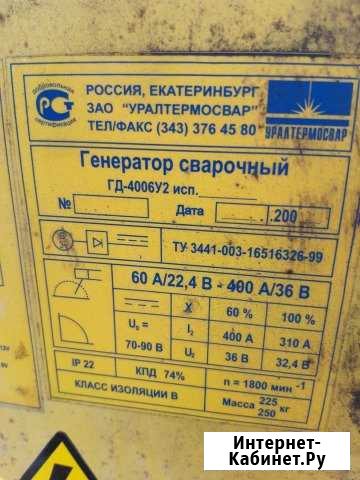 добровольная
сертификация
РОССИЯ, ЕКАТЕРИНБУРГ
ЗАО "УРАЛТЕРМОСВАР"
ТЕЛ/ФАКС (343) 376 45 80
УРАЛТЕРМОСВАР
Генератор сварочный
ГД-4006У2 исп.
№ Дата . .200
ТУ 3441-003-16516326-99
60 А/22,4 В - 400 А/36 В
X 60 % 100 %
U₀ = 70-90 В
I₂ 400 А 310 А
U₂ 36 В 32,4 В
IP 22 КПД 74% n = 1800 мин -1
КЛАСС ИЗОЛЯЦИИ В
Масса 225 250 кг
Интернет-
Кабинет.Ру